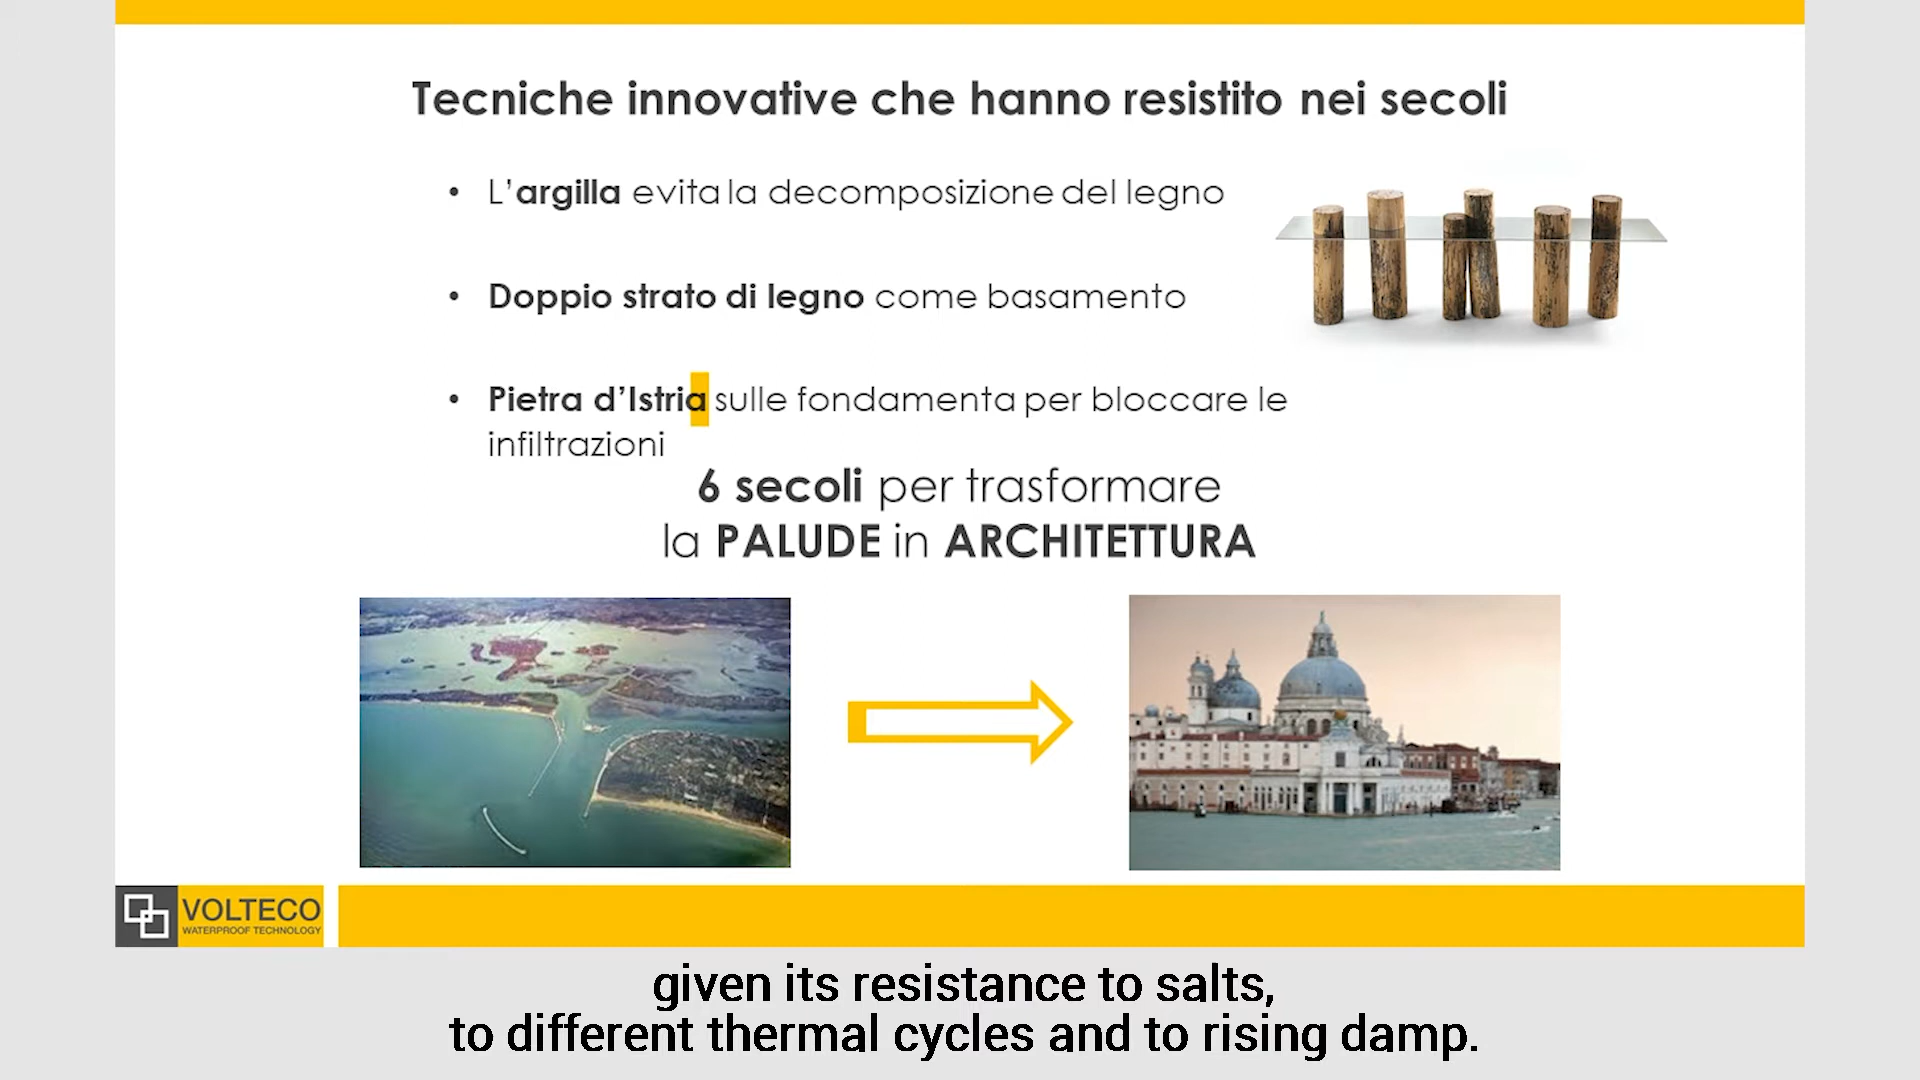 Tecniche innovative che hanno resistito nei secoli
• L’argilla evita la decomposizione del legno
• Doppio strato di legno come basamento
• Pietra d’Istria sulle fondamenta per bloccare le
infiltrazioni
6 secoli per trasformare
la PALUDE in ARCHITETTURA
VOLTECO
WATERPROOF TECHNOLOGY
given its resistance to salts,
to different thermal cycles and to rising damp.